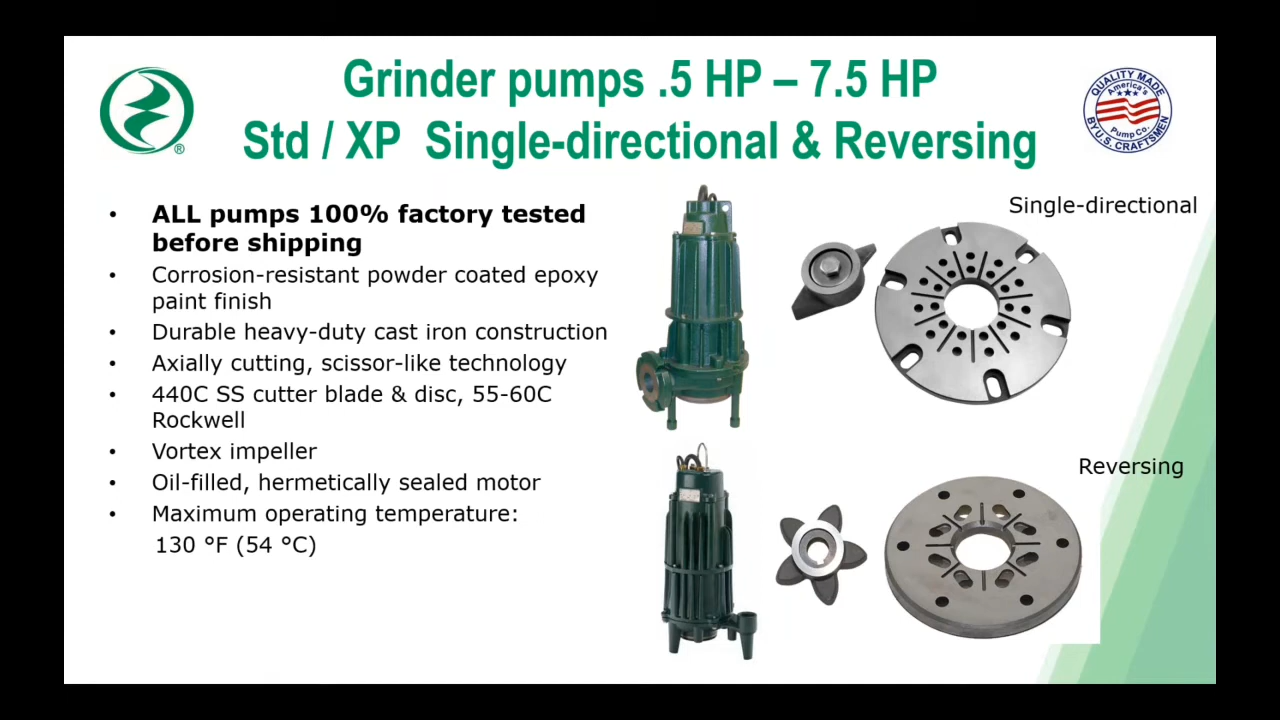 Grinder pumps .5 HP – 7.5 HP
Std / XP Single-directional & Reversing
®
QUALITY MADE
America's
Pump Co.
BY U.S. CRAFTSMEN
• ALL pumps 100% factory tested
before shipping
• Corrosion-resistant powder coated epoxy
paint finish
• Durable heavy-duty cast iron construction
• Axially cutting, scissor-like technology
• 440C SS cutter blade & disc, 55-60C
Rockwell
• Vortex impeller
• Oil-filled, hermetically sealed motor
• Maximum operating temperature:
130 °F (54 °C)
Single-directional
Reversing